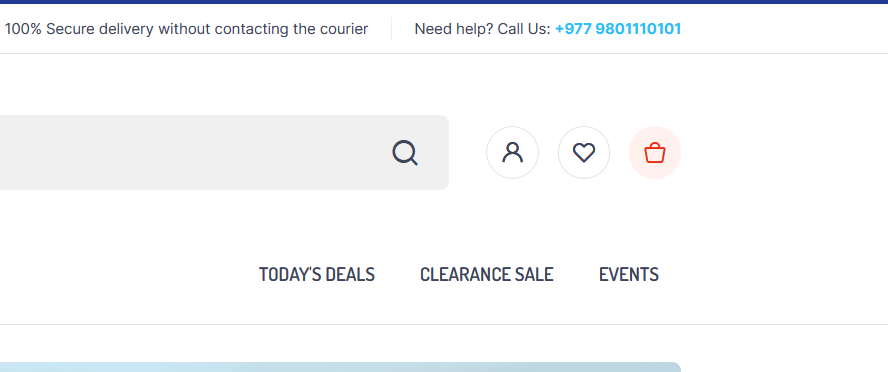 100% Secure delivery without contacting the courier
Need help? Call Us: +977 9801110101
TODAY'S DEALS
CLEARANCE SALE
EVENTS